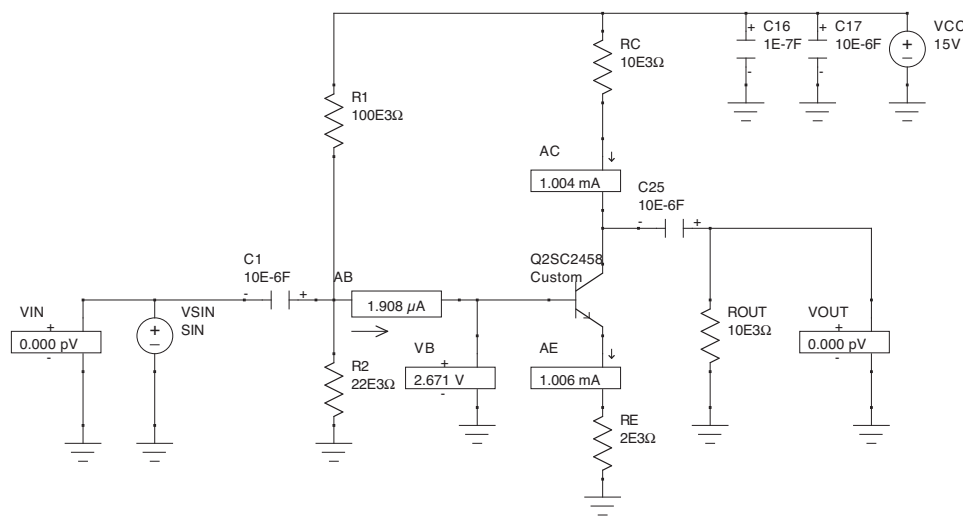 C16
1E-7F
C17
10E-6F
VCC
15V
RC
10E3Ω
R1
100E3Ω
AC
1.004 mA
C25
10E-6F
Q2SC2458
Custom
C1
10E-6F
AB
1.908 µA
VIN
0.000 pV
VSIN
SIN
R2
22E3Ω
VB
2.671 V
AE
1.006 mA
RE
2E3Ω
ROUT
10E3Ω
VOUT
0.000 pV